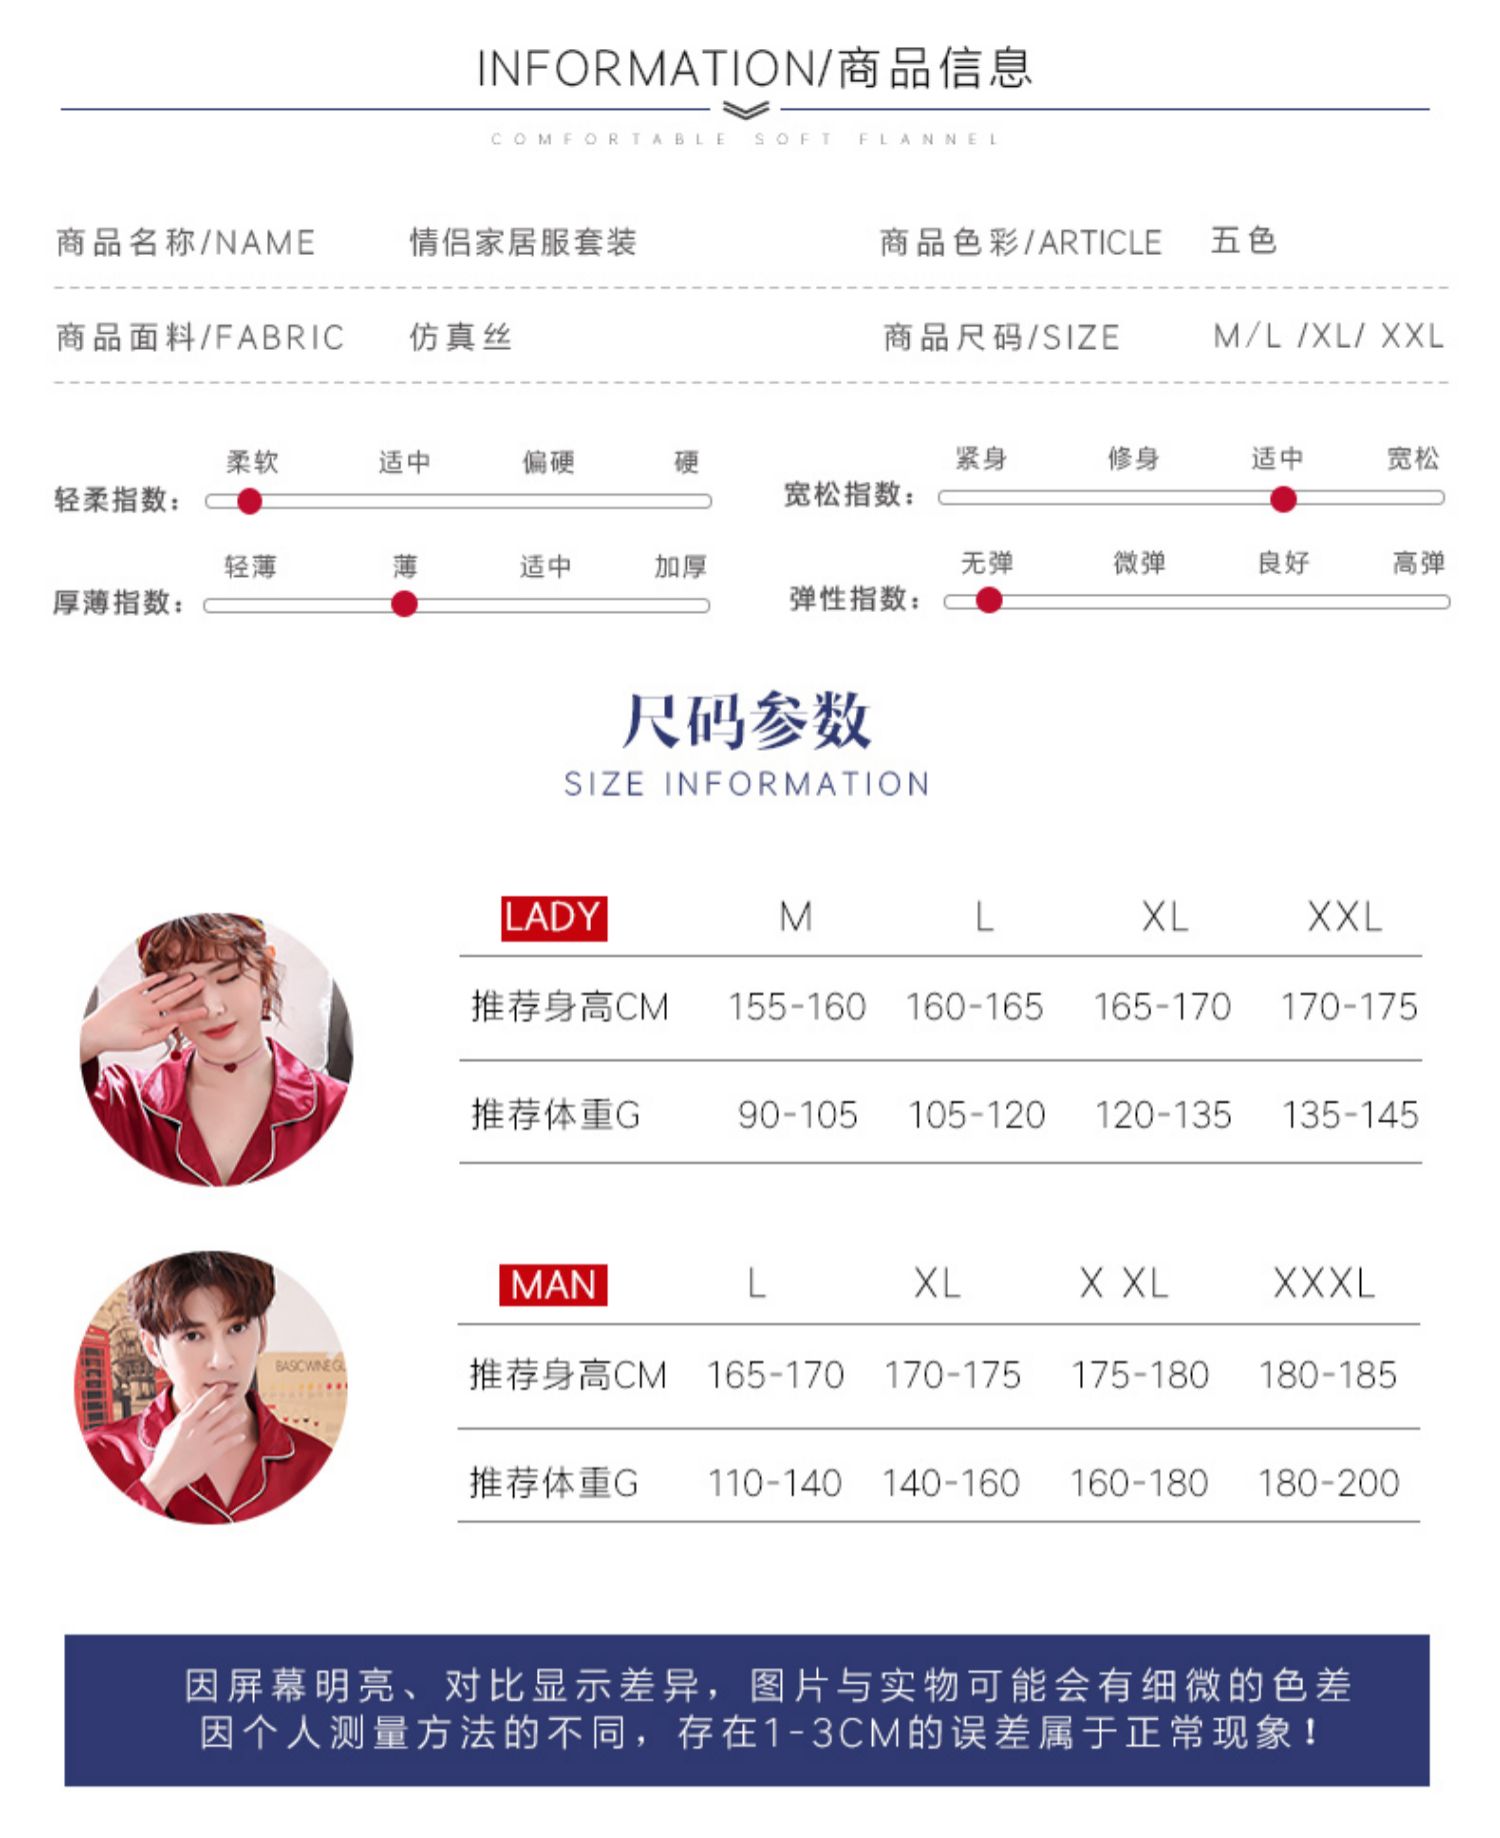 INFORMATION/商品信息
COMFORTABLE SOFT FLANNEL
商品名称/NAME 情侣家居服套装 商品色彩/ARTICLE 五色
商品面料/FABRIC 仿真丝 商品尺码/SIZE M/L /XL/ XXL
柔软 适中 偏硬 硬
轻柔指数：
紧身 修身 适中 宽松
宽松指数：
轻薄 薄 适中 加厚
厚薄指数：
无弹 微弹 良好 高弹
弹性指数：
尺码参数
SIZE INFORMATION
LADY M L XL XXL
推荐身高CM 155-160 160-165 165-170 170-175
推荐体重G 90-105 105-120 120-135 135-145
BASIC WINE GU
MAN L XL X XL XXXL
推荐身高CM 165-170 170-175 175-180 180-185
推荐体重G 110-140 140-160 160-180 180-200
因屏幕明亮、对比显示差异，图片与实物可能会有细微的色差
因个人测量方法的不同，存在1-3CM的误差属于正常现象！